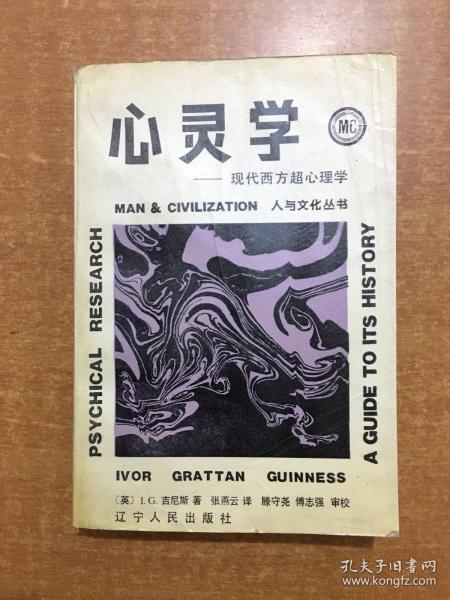 心灵学
MC
——现代西方超心理学
MAN & CIVILIZATION 人与文化丛书
PSYCHICAL RESEARCH
A GUIDE TO ITS HISTORY
IVOR GRATTAN GUINNESS
〔英〕I.G.吉尼斯 著 张燕云 译 滕守尧 傅志强 审校
辽宁人民出版社
孔夫子旧书网
www.kongfz.com